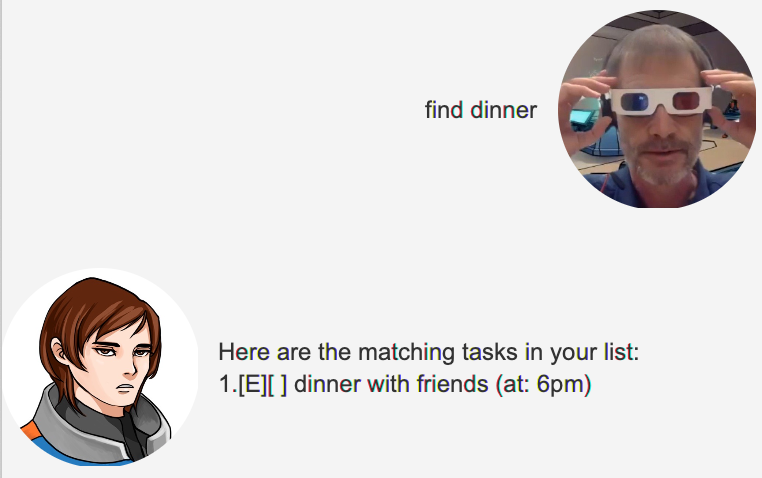 find dinner
Here are the matching tasks in your list:
1.[E][ ] dinner with friends (at: 6pm)